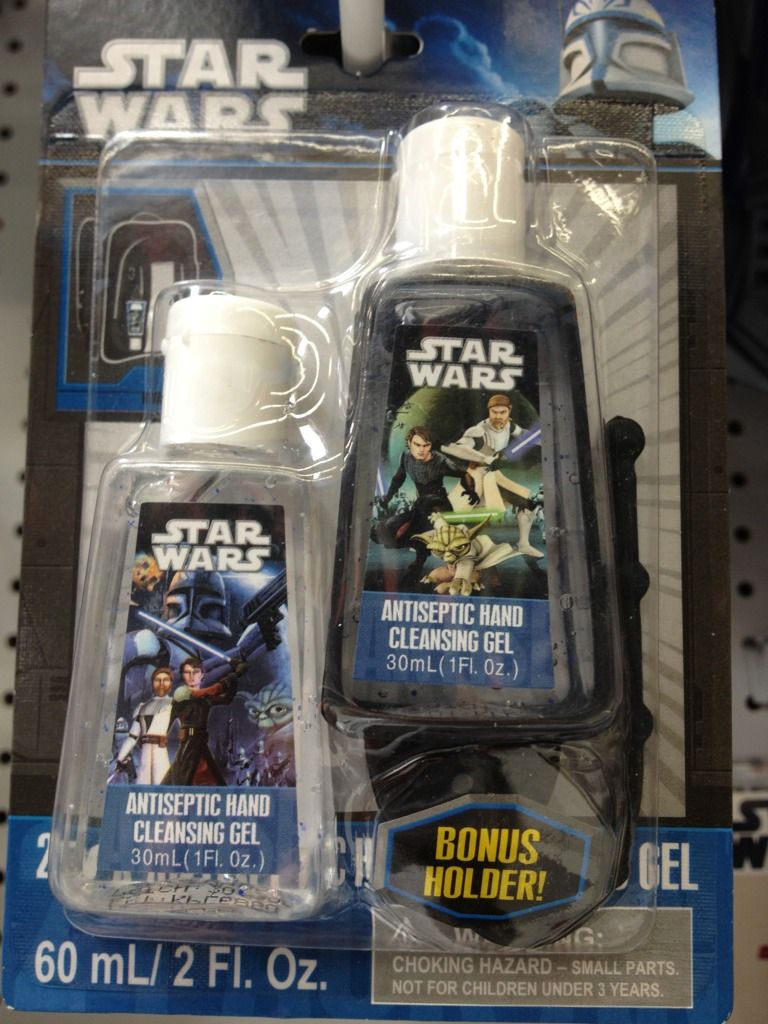 STAR
WARS
STAR
WARS
ANTISEPTIC HAND
CLEANSING GEL
30mL(1Fl. Oz.)
STAR
WARS
ANTISEPTIC HAND
CLEANSING GEL
30mL(1Fl. Oz.)
BONUS
HOLDER!
2
GEL
60 mL/ 2 Fl. Oz.
WARNING:
CHOKING HAZARD – SMALL PARTS.
NOT FOR CHILDREN UNDER 3 YEARS.